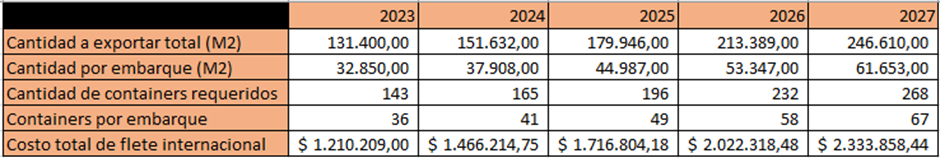 2023 2024 2025 2026 2027
Cantidad a exportar total (M2) 131.400,00 151.632,00 179.946,00 213.389,00 246.610,00
Cantidad por embarque (M2) 32.850,00 37.908,00 44.987,00 53.347,00 61.653,00
Cantidad de containers requeridos 143 165 196 232 268
Containers por embarque 36 41 49 58 67
Costo total de flete internacional $ 1.210.209,00 $ 1.466.214,75 $ 1.716.804,18 $ 2.022.318,48 $ 2.333.858,44